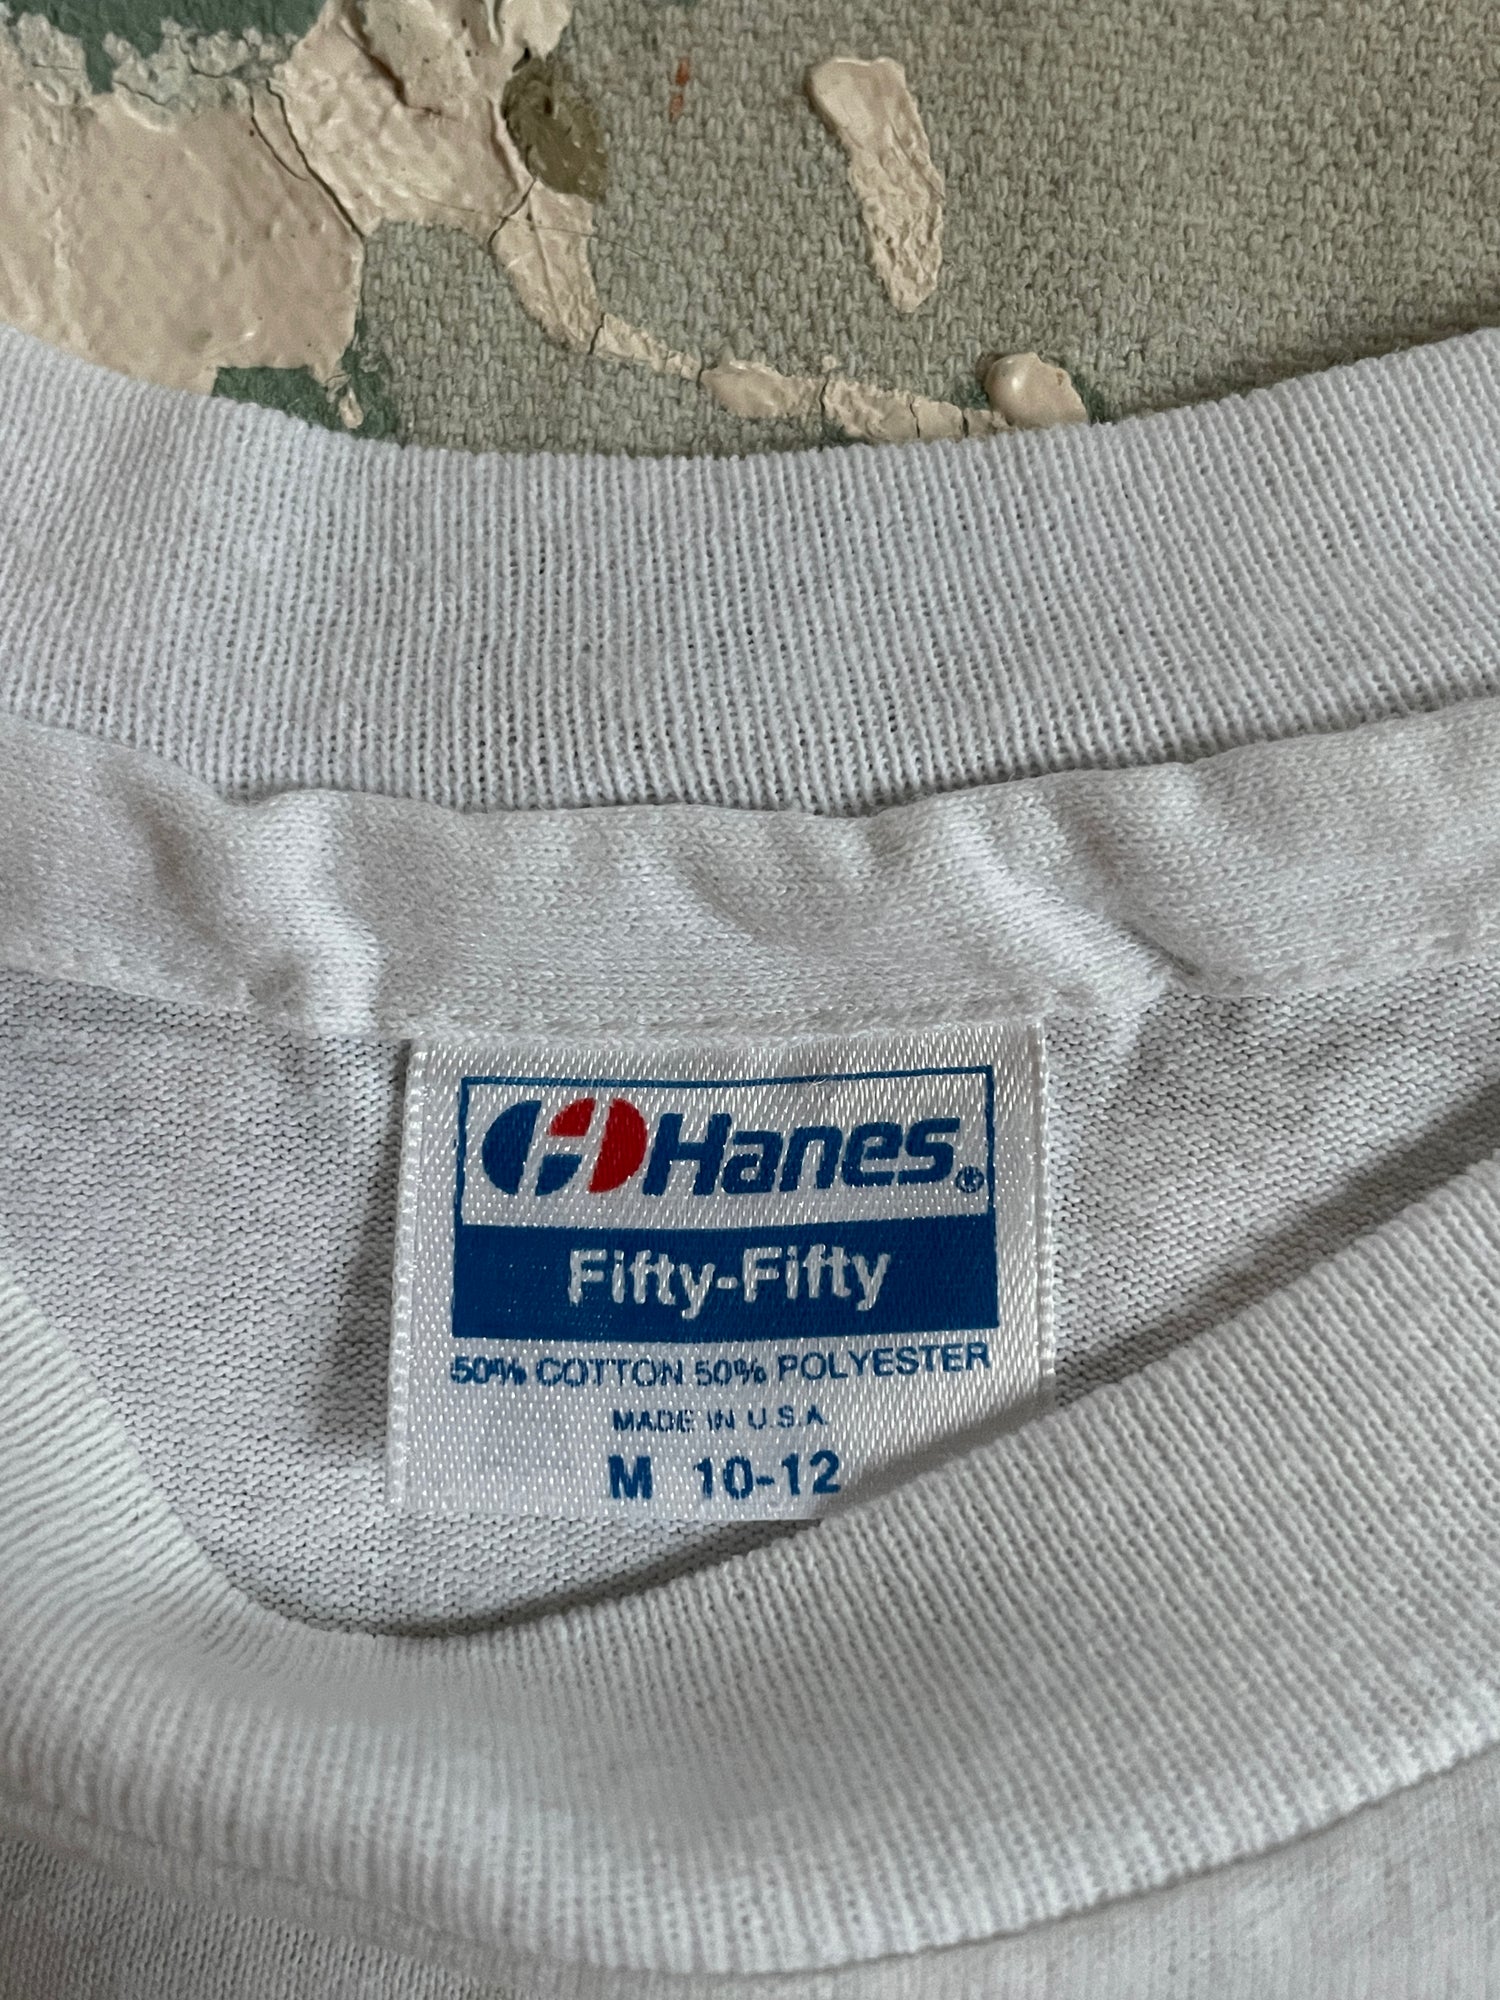 Hanes®
Fifty-Fifty
50% COTTON 50% POLYESTER
MADE IN U.S.A.
M 10-12